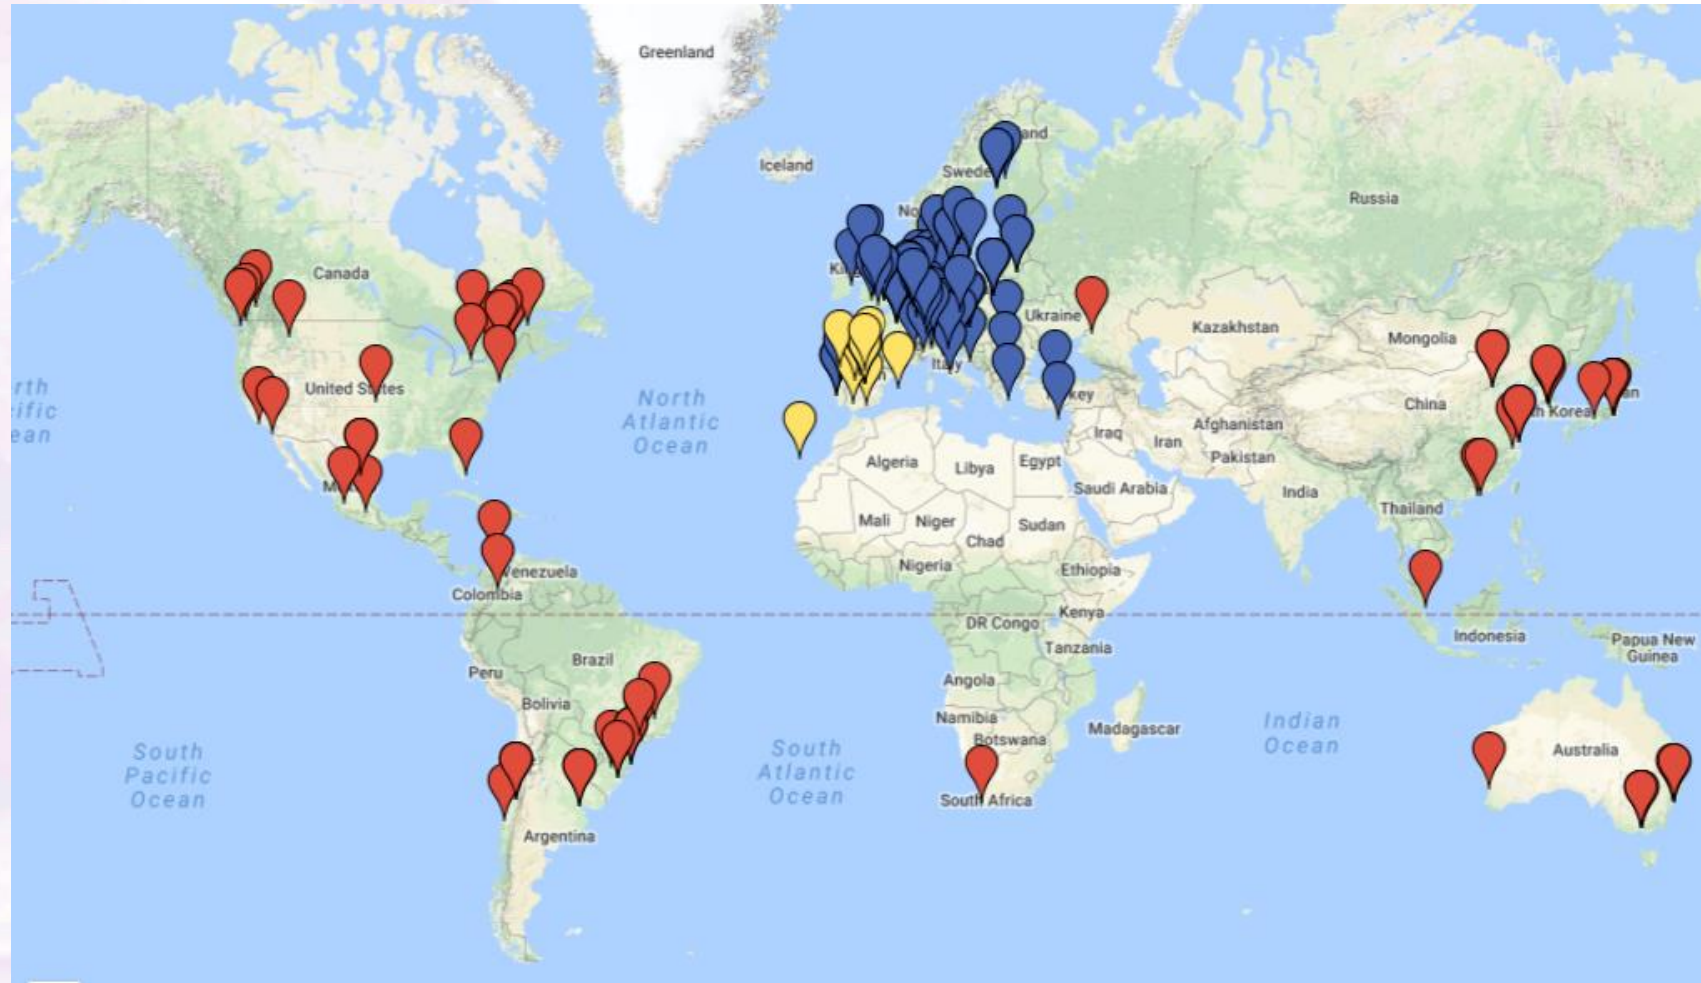 Greenland
Iceland
Russia
Canada
Ukraine
Kazakhstan
Mongolia
United States
North
Atlantic
Ocean
China
Iraq
Iran
Afghanistan
Pakistan
Algeria
Libya
Egypt
Saudi Arabia
India
Thailand
Mali
Niger
Chad
Sudan
Nigeria
Ethiopia
Venezuela
Colombia
DR Congo
Kenya
Tanzania
Indonesia
Papua New
Guinea
Peru
Brazil
Bolivia
Angola
Namibia
Botswana
Madagascar
South Africa
Indian
Ocean
Australia
South
Pacific
Ocean
South
Atlantic
Ocean
Argentina